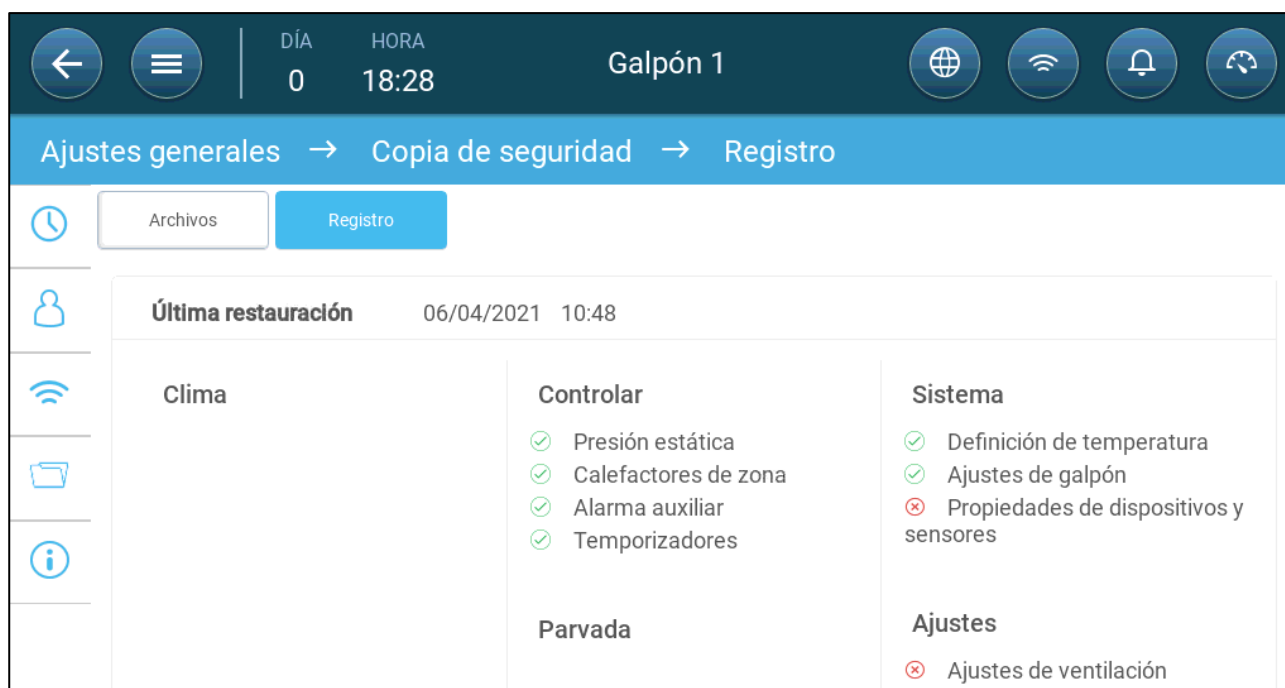 DÍA HORA
0 18:28 Galpón 1
Ajustes generales → Copia de seguridad → Registro
Archivos Registro
Última restauración 06/04/2021 10:48
Clima
Controlar
Presión estática
Calefactores de zona
Alarma auxiliar
Temporizadores
Parvada
Sistema
Definición de temperatura
Ajustes de galpón
Propiedades de dispositivos y
sensores
Ajustes
Ajustes de ventilación